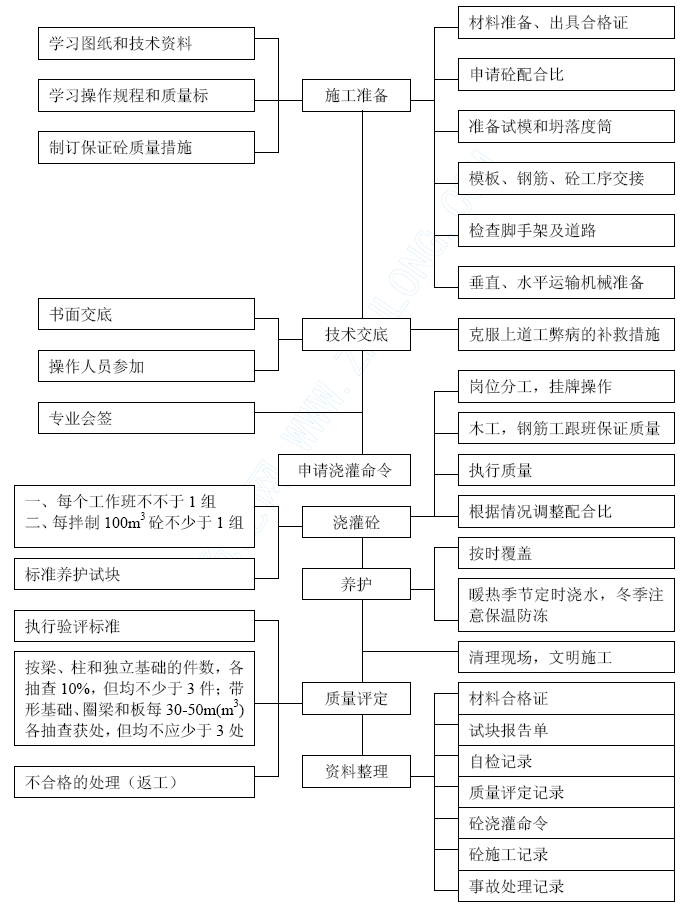 学习图纸和技术资料
学习操作规程和质量标
制订保证砼质量措施
施工准备
材料准备、出具合格证
申请砼配合比
准备试模和坍落度筒
模板、钢筋、砼工序交接
检查脚手架及道路
垂直、水平运输机械准备
书面交底
操作人员参加
专业会签
技术交底
克服上道工弊病的补救措施
申请浇灌命令
岗位分工，挂牌操作
木工，钢筋工跟班保证质量
执行质量
根据情况调整配合比
一、每个工作班不不于1组
二、每拌制100m³砼不少于1组
标准养护试块
浇灌砼
养护
按时覆盖
暖热季节定时浇水，冬季注
意保温防冻
清理现场，文明施工
执行验评标准
按梁、柱和独立基础的件数，各
抽查10%，但均不少于3件；带
形基础、圈梁和板每30-50m(m³)
各抽查获处，但均不应少于3处
不合格的处理（返工）
质量评定
资料整理
材料合格证
试块报告单
自检记录
质量评定记录
砼浇灌命令
砼施工记录
事故处理记录